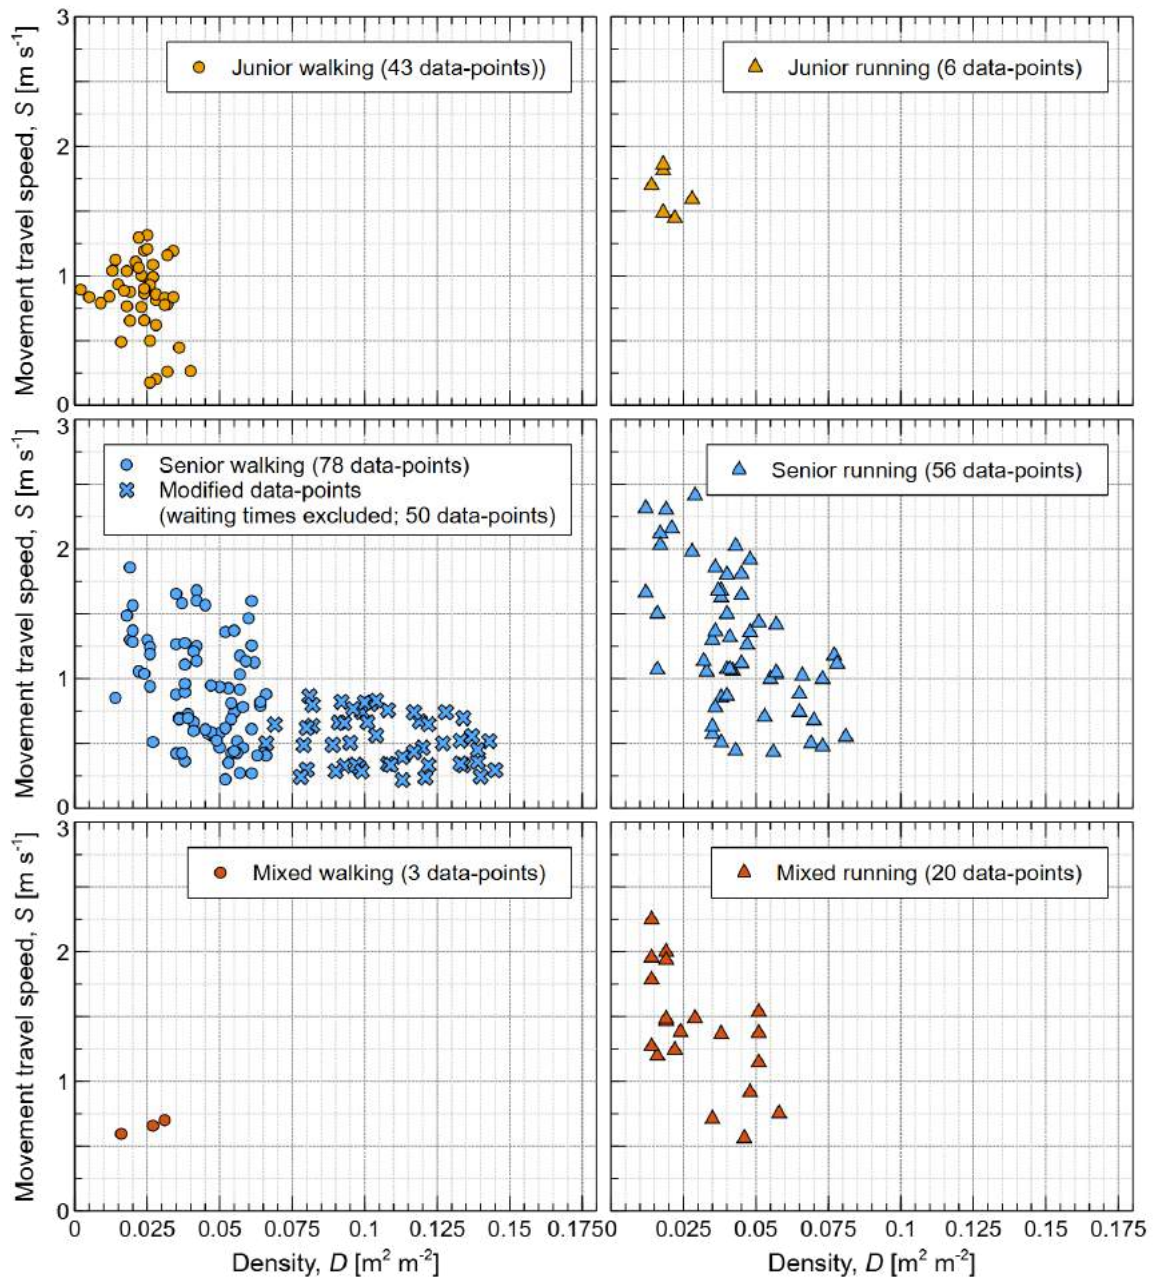 3
2
1
0
Movement travel speed, S [m s⁻¹]
Junior walking (43 data-points))
Junior running (6 data-points)
3
2
1
0
Movement travel speed, S [m s⁻¹]
Senior walking (78 data-points)
Modified data-points
(waiting times excluded; 50 data-points)
Senior running (56 data-points)
3
2
1
0
Movement travel speed, S [m s⁻¹]
Mixed walking (3 data-points)
Mixed running (20 data-points)
0 0.025 0.05 0.075 0.1 0.125 0.15 0.175
0.025 0.05 0.075 0.1 0.125 0.15 0.175
Density, D [m² m⁻²]
Density, D [m² m⁻²]